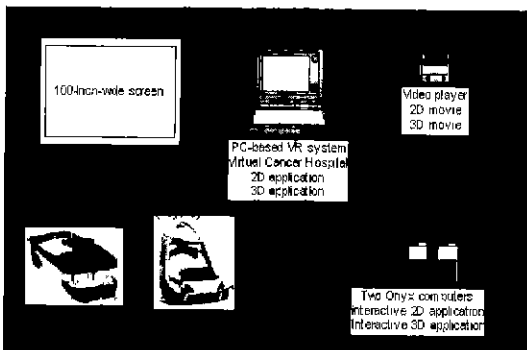 100-inch-wide screen
PC-based VR system
Virtual Cancer Hospital
2D application
3D application
Video player
2D movie
3D movie
Two Onyx computers
Interactive 2D application
Interactive 3D application